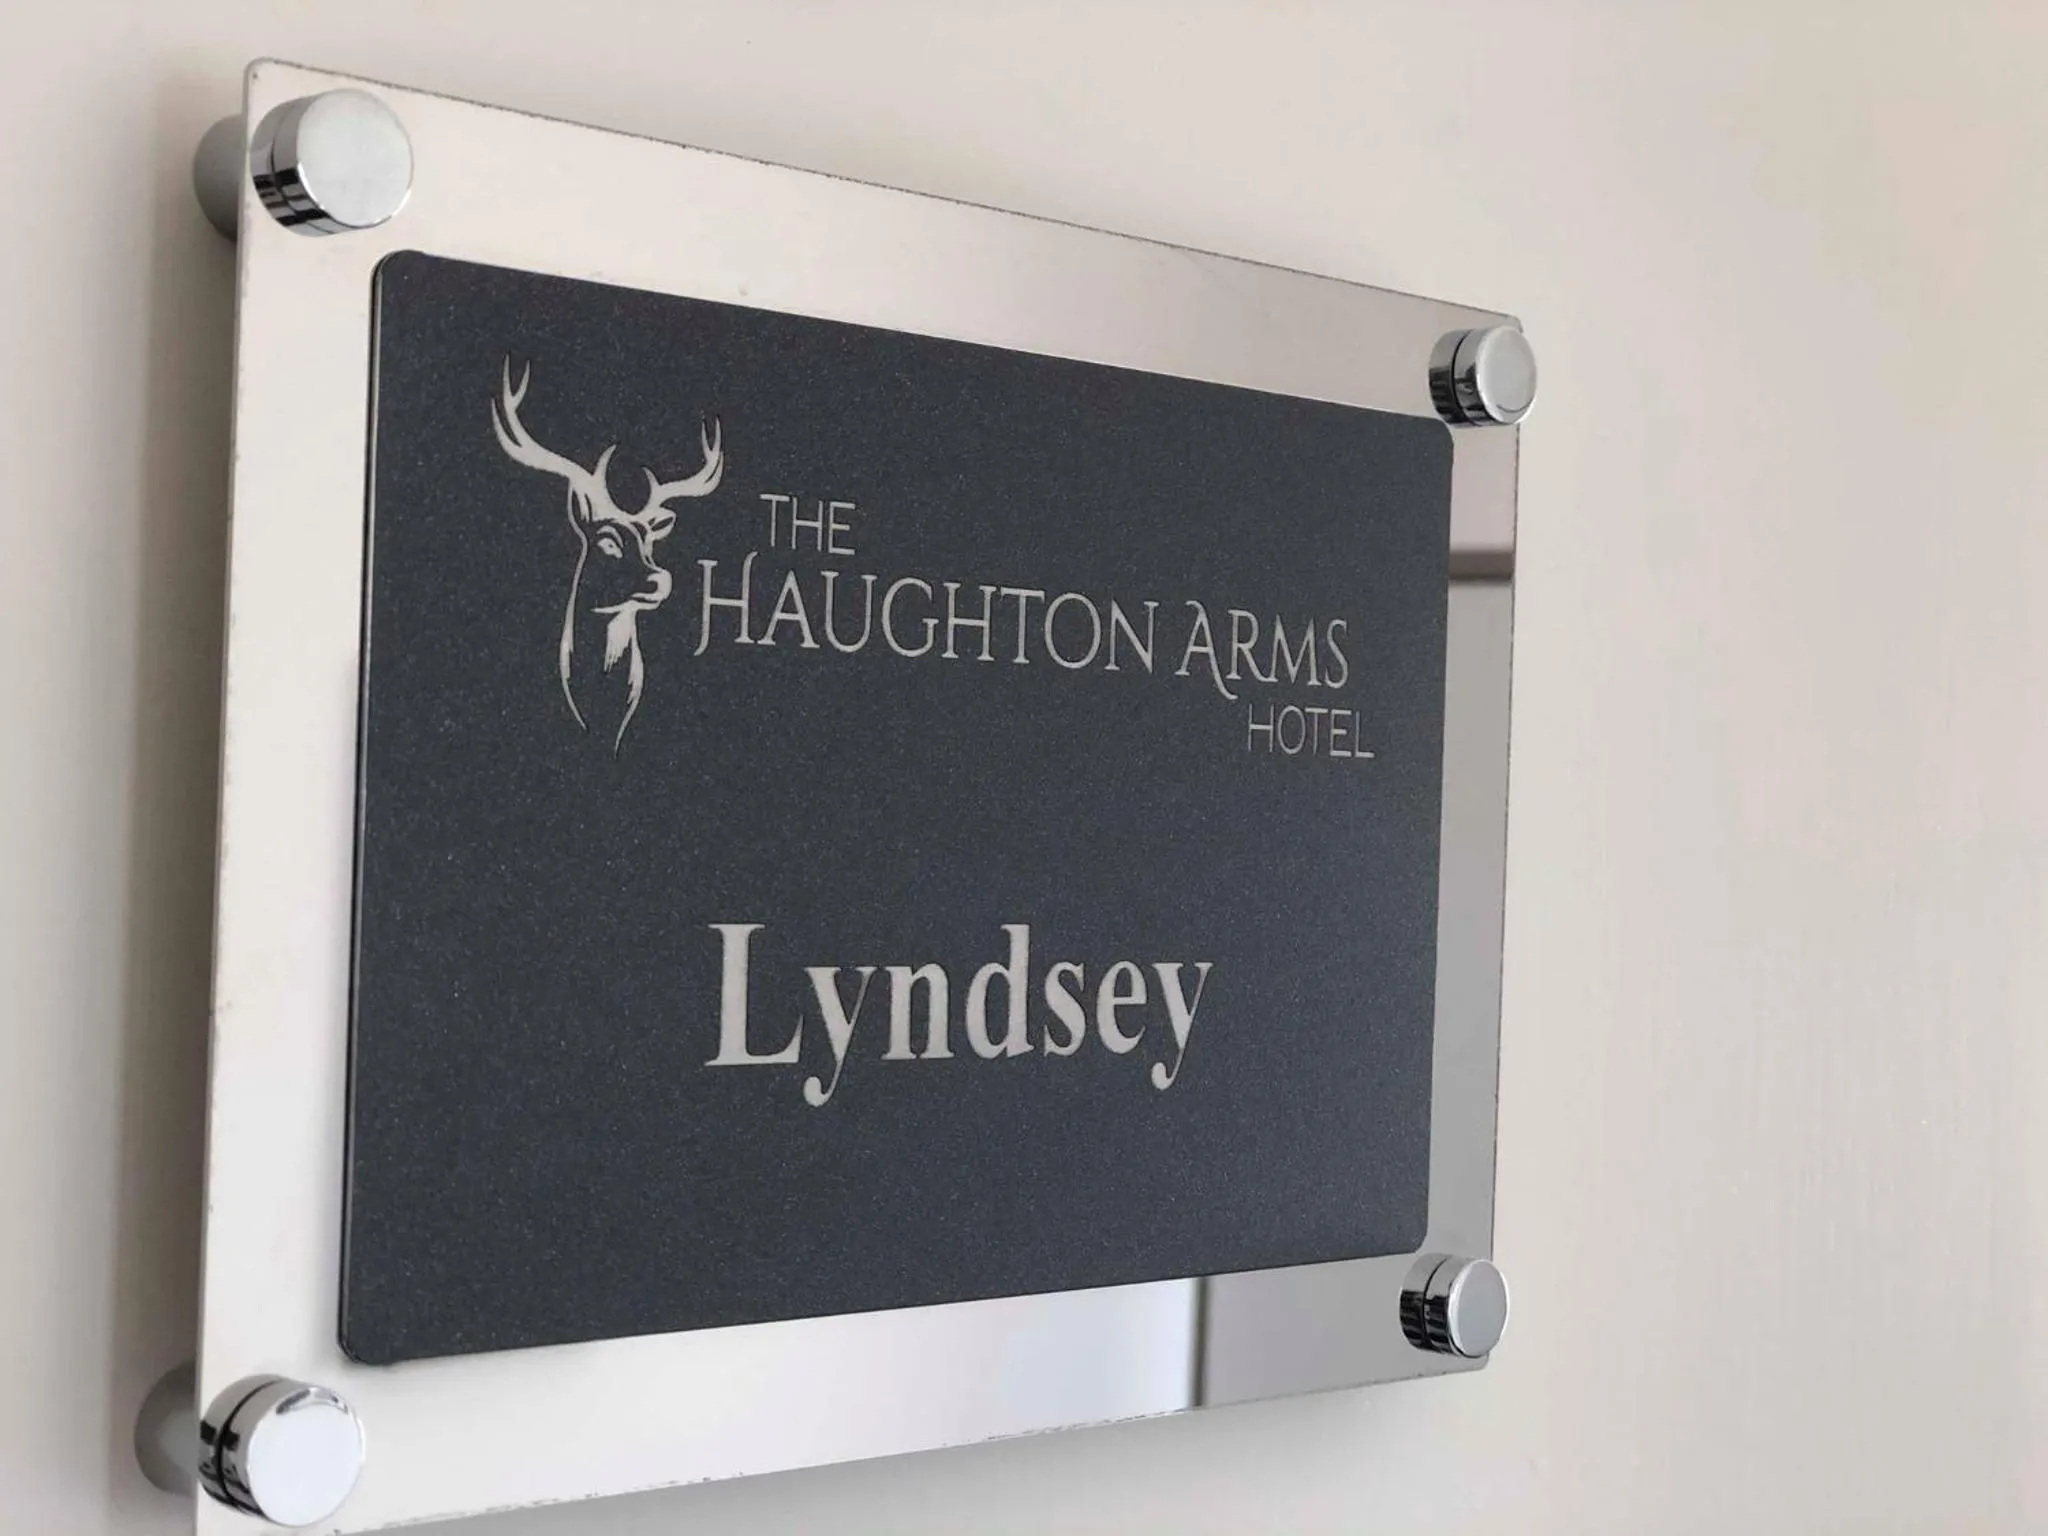 THE
HAUGHTON ARMS
HOTEL
Lyndsey